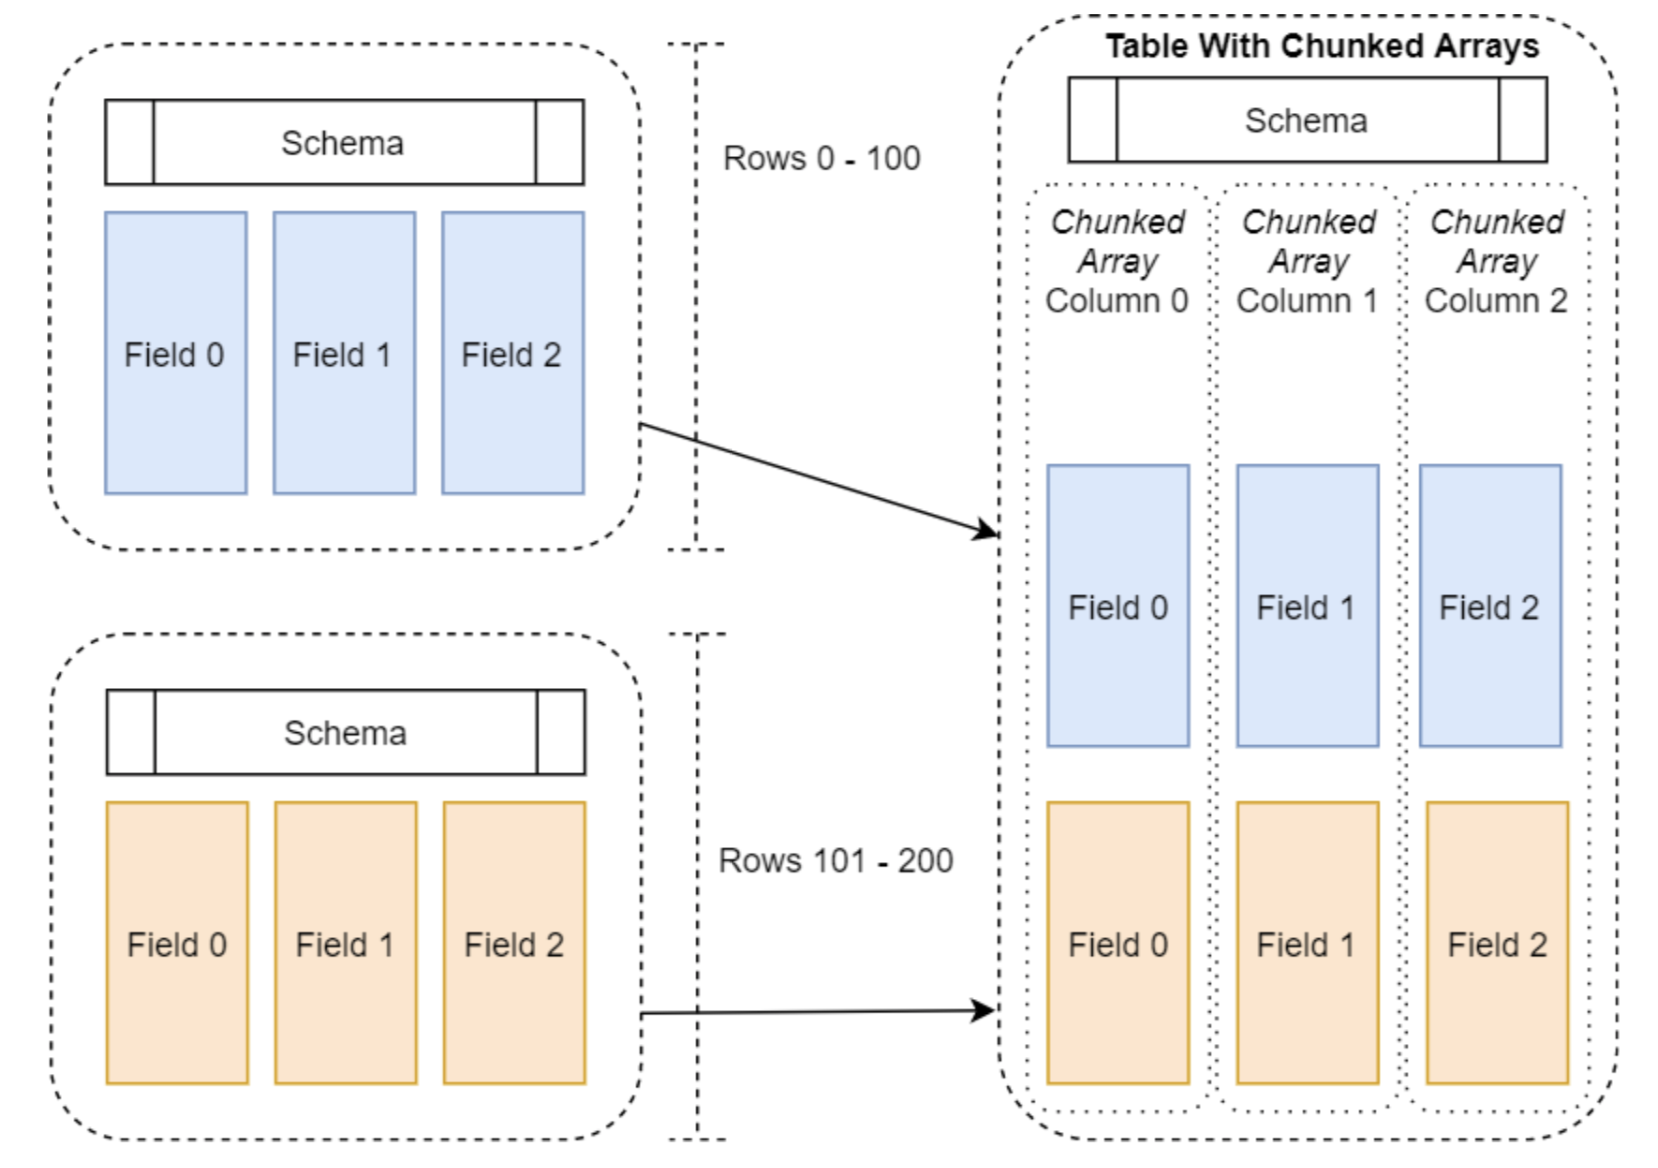 Schema
Field 0
Field 1
Field 2
Rows 0 - 100
Schema
Field 0
Field 1
Field 2
Rows 101 - 200
Table With Chunked Arrays
Schema
Chunked
Array
Column 0
Chunked
Array
Column 1
Chunked
Array
Column 2
Field 0
Field 1
Field 2
Field 0
Field 1
Field 2